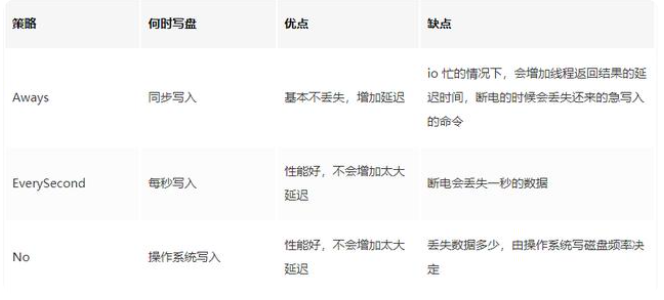 策略 何时写盘 优点 缺点
Aways 同步写入 基本不丢失，增加延迟 io 忙的情况下，会增加线程返回结果的延
迟时间，断电的时候会丢失还来的急写入
的命令
EverySecond 每秒写入 性能好，不会增加太大
延迟 断电会丢失一秒的数据
No 操作系统写入 性能好，不会增加太大
延迟 丢失数据多少，由操作系统写磁盘频率决
定